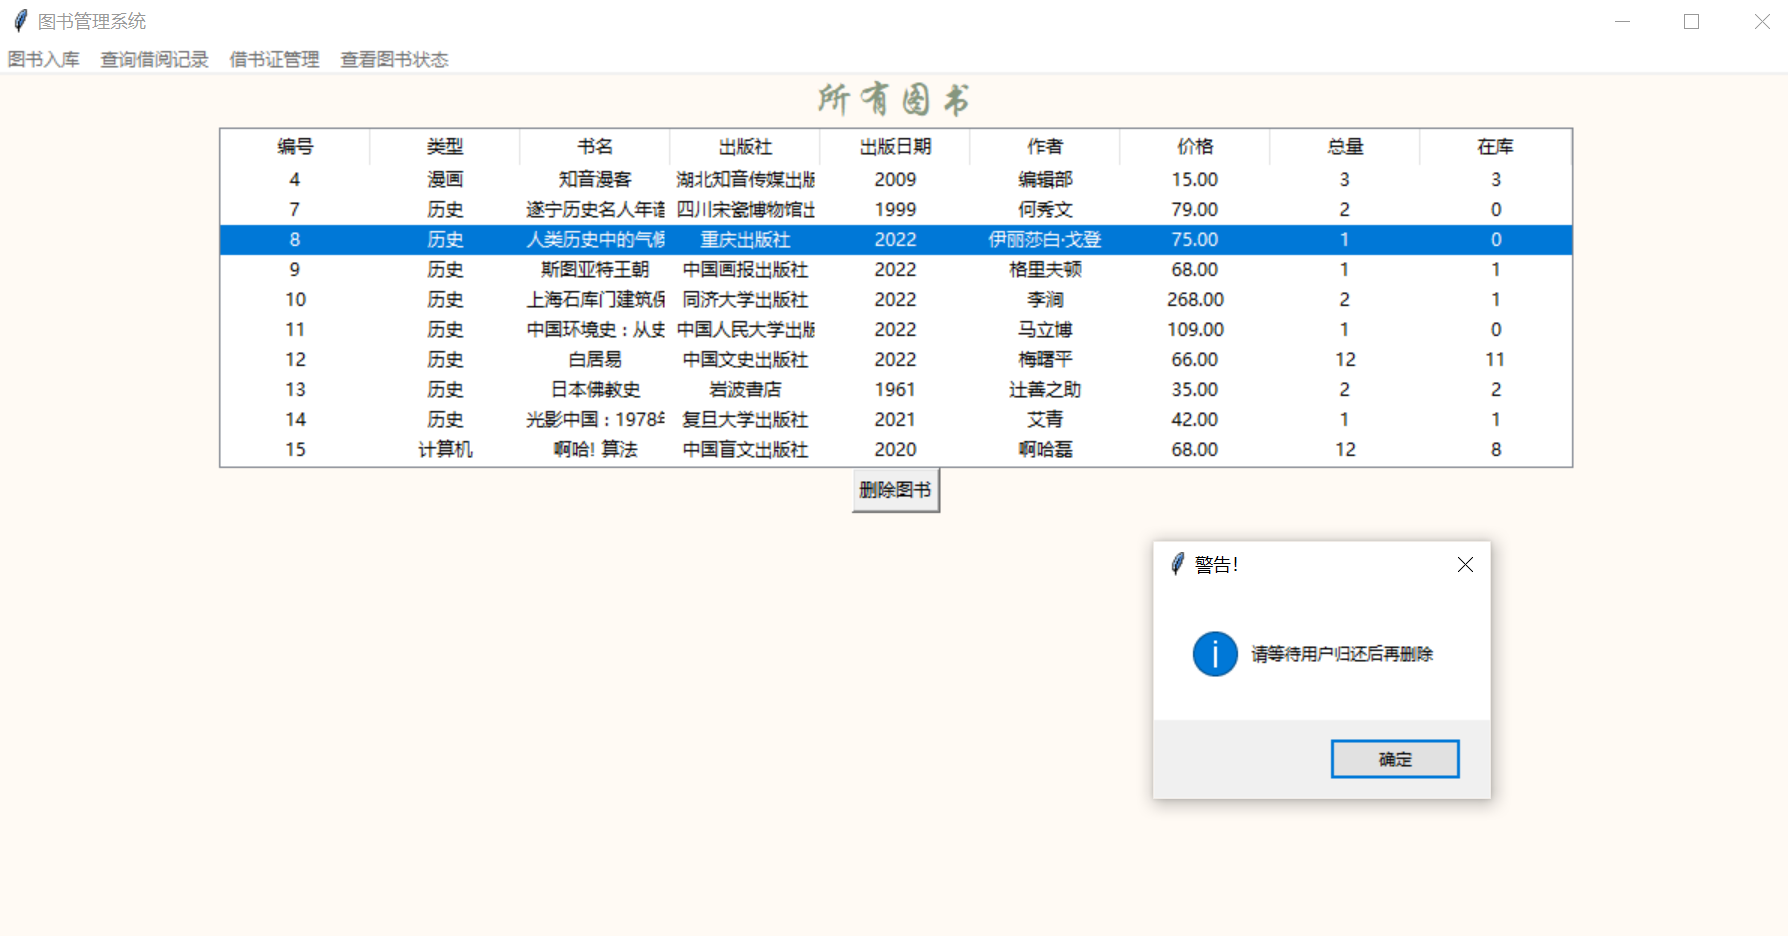 图书管理系统
图书入库 查询借阅记录 借书证管理 查看图书状态
所有图书
编号 类型 书名 出版社 出版日期 作者 价格 总量 在库
4 漫画 知音漫客 湖北知音传媒出版 2009 编辑部 15.00 3 3
7 历史 遂宁历史名人年谱 四川宋瓷博物馆出 1999 何秀文 79.00 2 0
8 历史 人类历史中的气候 重庆出版社 2022 伊丽莎白·戈登 75.00 1 0
9 历史 斯图亚特王朝 中国画报出版社 2022 格里夫顿 68.00 1 1
10 历史 上海石库门建筑保 同济大学出版社 2022 李涧 268.00 2 1
11 历史 中国环境史：从史 中国人民大学出版 2022 马立博 109.00 1 0
12 历史 白居易 中国文史出版社 2022 梅曙平 66.00 12 11
13 历史 日本佛教史 岩波書店 1961 辻善之助 35.00 2 2
14 历史 光影中国：1978年 复旦大学出版社 2021 艾青 42.00 1 1
15 计算机 啊哈! 算法 中国盲文出版社 2020 啊哈磊 68.00 12 8
删除图书
警告!
请等待用户归还后再删除
确定